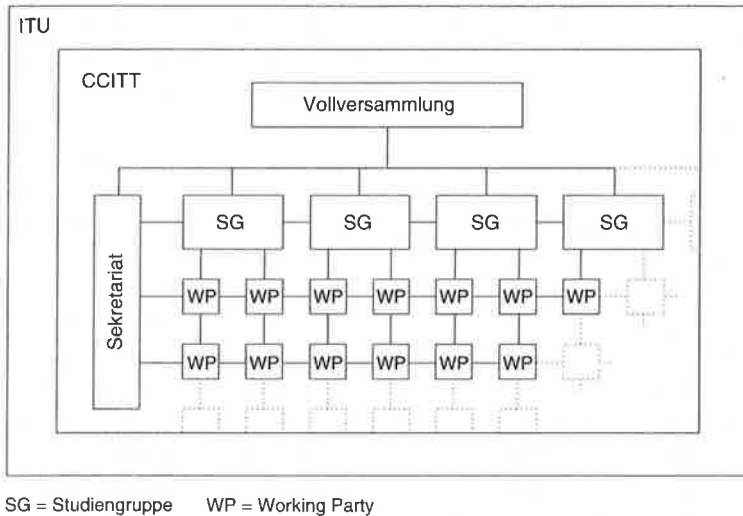 ITU
CCITT
Vollversammlung
Sekretariat
SG SG SG SG
WP WP WP WP WP WP WP
WP WP WP WP WP WP
SG = Studiengruppe WP = Working Party